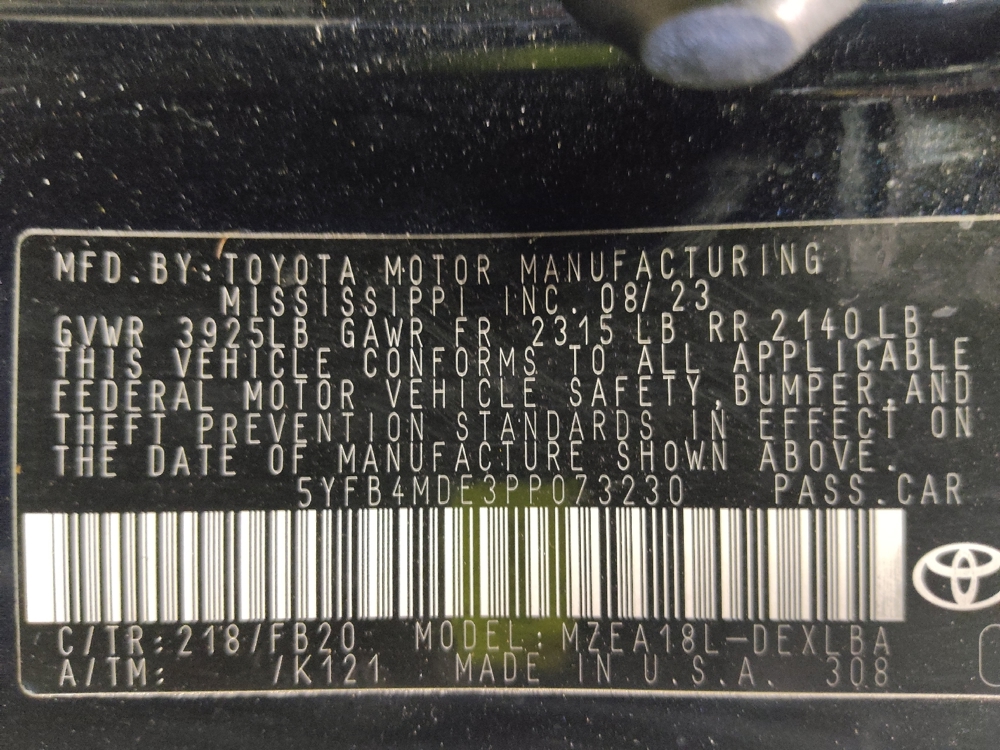 MFD.BY:TOYOTA MOTOR MANUFACTURING
MISSISSIPPI INC. 08/23
GVWR 3925LB GAWR FR 2315 LB RR 2140 LB
THIS VEHICLE CONFORMS TO ALL APPLICABLE
FEDERAL MOTOR VEHICLE SAFETY,BUMPER,AND
THEFT PREVENTION STANDARDS IN EFFECT ON
THE DATE OF MANUFACTURE SHOWN ABOVE.
5YFB4MDE3PP073230 PASS.CAR
C/TR:218/FB20 MODEL:MZEA18L-DEXLBA
A/TM: /K121 MADE IN U.S.A. 308